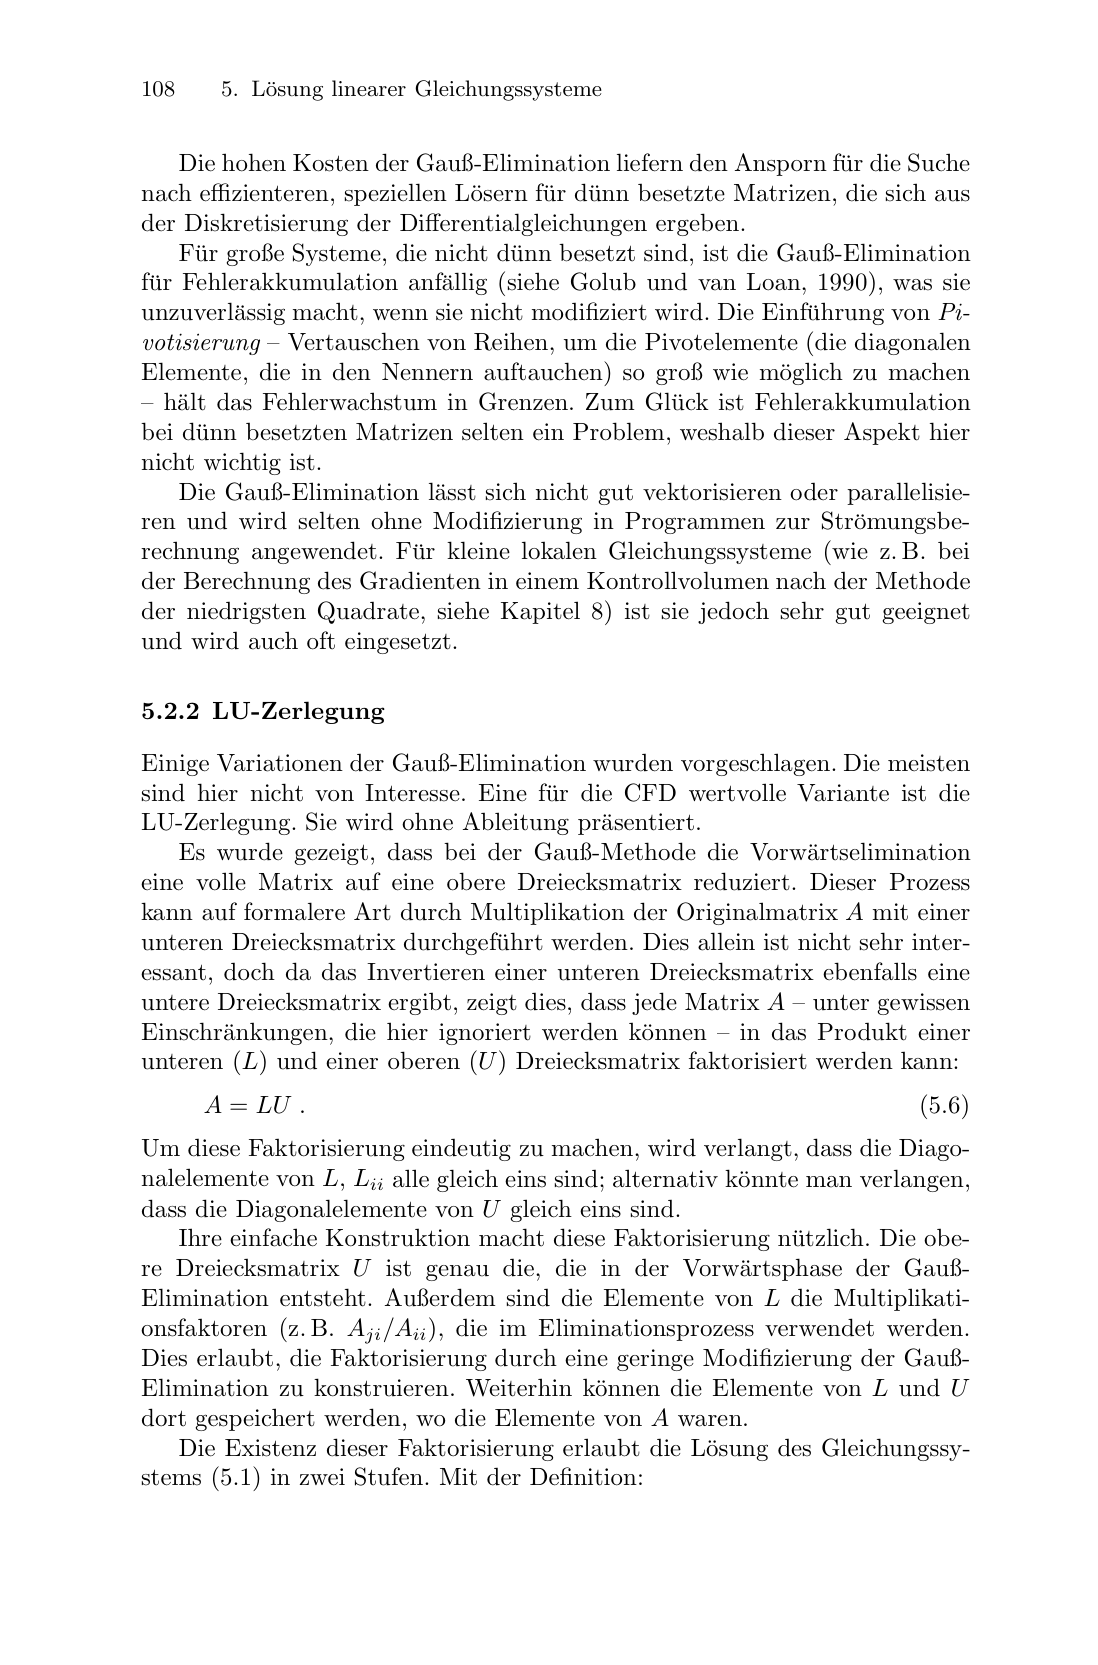 108 5. Lösung linearer Gleichungssysteme
Die hohen Kosten der Gauß-Elimination liefern den Ansporn für die Suche
nach effizienteren, speziellen Lösern für dünn besetzte Matrizen, die sich aus
der Diskretisierung der Differentialgleichungen ergeben.
Für große Systeme, die nicht dünn besetzt sind, ist die Gauß-Elimination
für Fehlerakkumulation anfällig (siehe Golub und van Loan, 1990), was sie
unzuverlässig macht, wenn sie nicht modifiziert wird. Die Einführung von Pi-
votisierung – Vertauschen von Reihen, um die Pivotelemente (die diagonalen
Elemente, die in den Nennern auftauchen) so groß wie möglich zu machen
– hält das Fehlerwachstum in Grenzen. Zum Glück ist Fehlerakkumulation
bei dünn besetzten Matrizen selten ein Problem, weshalb dieser Aspekt hier
nicht wichtig ist.
Die Gauß-Elimination lässt sich nicht gut vektorisieren oder parallelisie-
ren und wird selten ohne Modifizierung in Programmen zur Strömungsbe-
rechnung angewendet. Für kleine lokalen Gleichungssysteme (wie z. B. bei
der Berechnung des Gradienten in einem Kontrollvolumen nach der Methode
der niedrigsten Quadrate, siehe Kapitel 8) ist sie jedoch sehr gut geeignet
und wird auch oft eingesetzt.
5.2.2 LU-Zerlegung
Einige Variationen der Gauß-Elimination wurden vorgeschlagen. Die meisten
sind hier nicht von Interesse. Eine für die CFD wertvolle Variante ist die
LU-Zerlegung. Sie wird ohne Ableitung präsentiert.
Es wurde gezeigt, dass bei der Gauß-Methode die Vorwärtselimination
eine volle Matrix auf eine obere Dreiecksmatrix reduziert. Dieser Prozess
kann auf formalere Art durch Multiplikation der Originalmatrix A mit einer
unteren Dreiecksmatrix durchgeführt werden. Dies allein ist nicht sehr inter-
essant, doch da das Invertieren einer unteren Dreiecksmatrix ebenfalls eine
untere Dreiecksmatrix ergibt, zeigt dies, dass jede Matrix A – unter gewissen
Einschränkungen, die hier ignoriert werden können – in das Produkt einer
unteren (L) und einer oberen (U) Dreiecksmatrix faktorisiert werden kann:
A = LU . (5.6)
Um diese Faktorisierung eindeutig zu machen, wird verlangt, dass die Diago-
nalelemente von L, L_{ii} alle gleich eins sind; alternativ könnte man verlangen,
dass die Diagonalelemente von U gleich eins sind.
Ihre einfache Konstruktion macht diese Faktorisierung nützlich. Die obe-
re Dreiecksmatrix U ist genau die, die in der Vorwärtsphase der Gauß-
Elimination entsteht. Außerdem sind die Elemente von L die Multiplikati-
onsfaktoren (z. B. A_{ji}/A_{ii}), die im Eliminationsprozess verwendet werden.
Dies erlaubt, die Faktorisierung durch eine geringe Modifizierung der Gauß-
Elimination zu konstruieren. Weiterhin können die Elemente von L und U
dort gespeichert werden, wo die Elemente von A waren.
Die Existenz dieser Faktorisierung erlaubt die Lösung des Gleichungssy-
stems (5.1) in zwei Stufen. Mit der Definition: